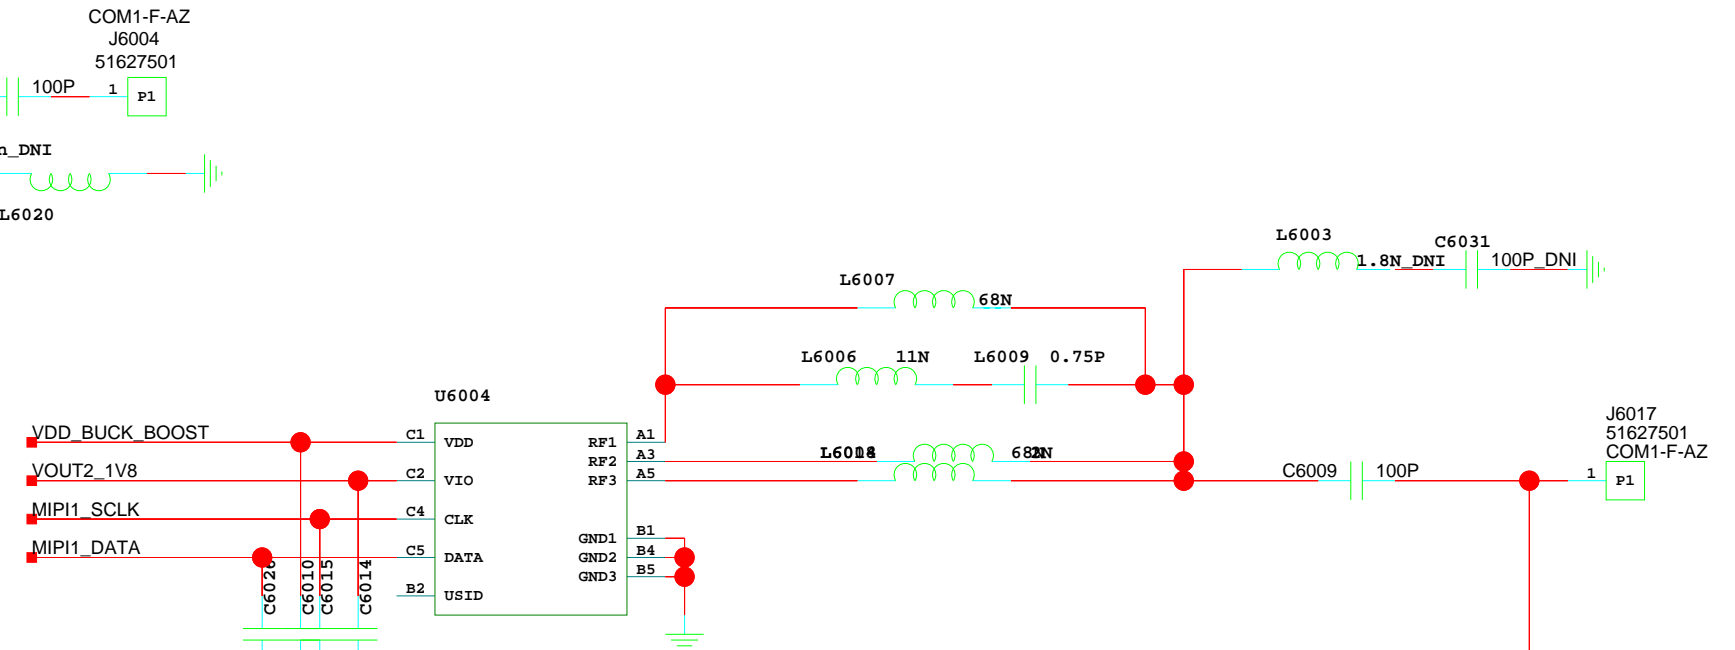 COM1-F-AZ
J6004
51627501
100P
1
P1
n_DNI
L6020
L6003
C6031
1.8N_DNI
100P_DNI
L6007
68N
L6006
11N
L6009
0.75P
U6004
VDD_BUCK_BOOST
C1
VDD
RF1
A1
VOUT2_1V8
C2
VIO
RF2
A3
RF3
A5
MIPI1_SCLK
C4
CLK
MIPI1_DATA
C5
DATA
GND1
B1
GND2
B4
GND3
B5
B2
USID
C6010
C6015
C6014
C6009
100P
J6017
51627501
COM1-F-AZ
1
P1